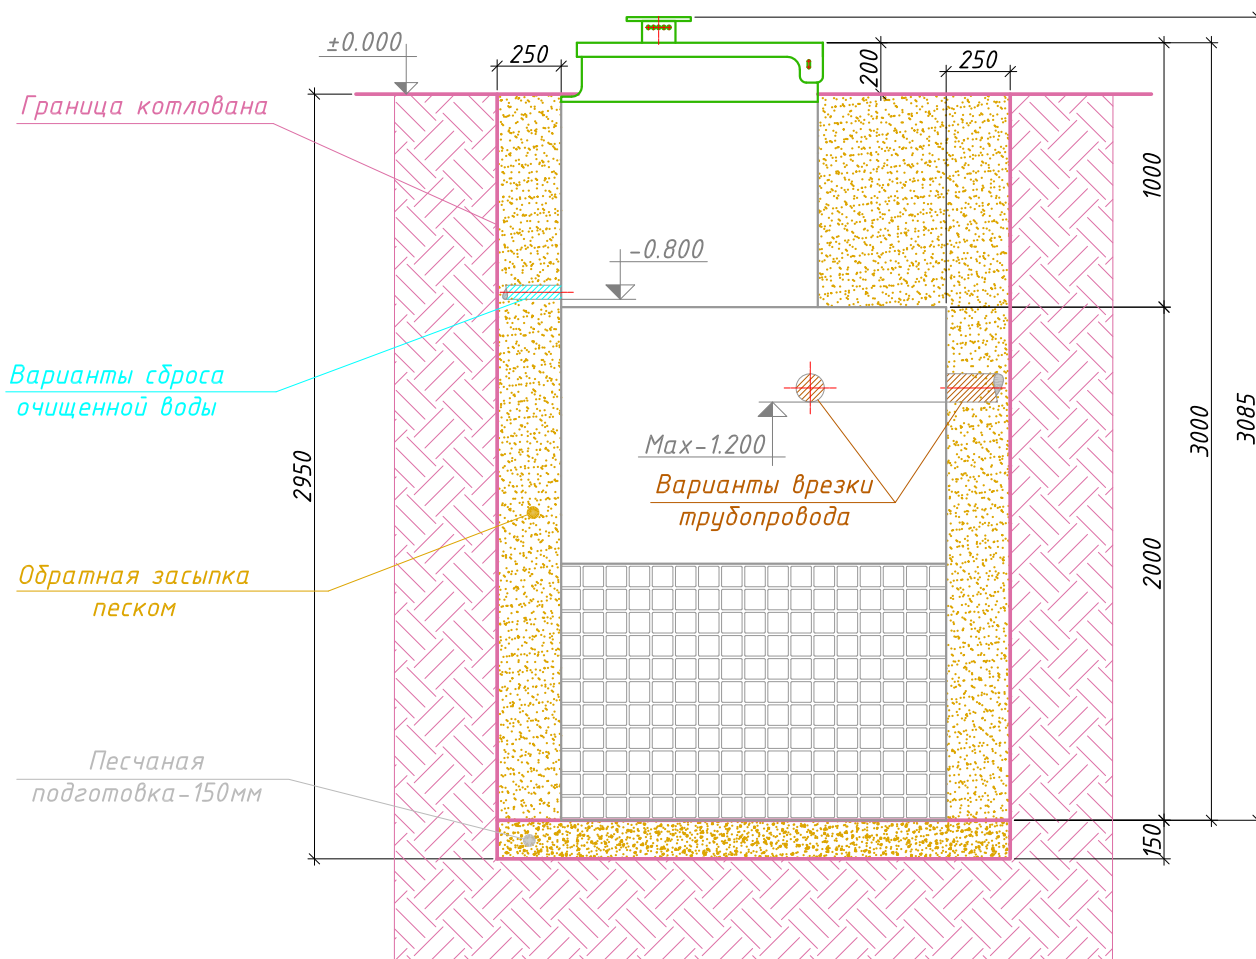 ±0.000
250
200
250
Граница котлована
1000
-0.800
Варианты сброса
очищенной воды
3085
3000
Max-1.200
2950
Варианты врезки
трубопровода
2000
Обратная засыпка
песком
Песчаная
подготовка-150мм
150